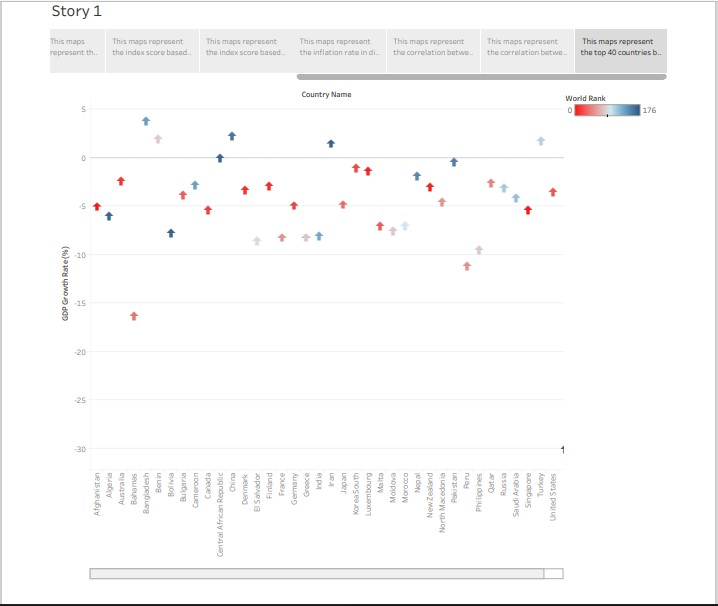 Story 1
This maps
represent th..
This maps represent
the index score based..
This maps represent
the index score based..
This maps represent
the inflation rate in di..
This maps represent
the correlation betwe..
This maps represent
the correlation betwe..
This maps represent
the top 40 countries b..
Country Name
World Rank
0
176
GDP Growth Rate (%)
5
0
-5
-10
-15
-20
-25
-30
Afghanistan
Algeria
Australia
Bahamas
Bangladesh
Benin
Bolivia
Bulgaria
Cameroon
Canada
Central African Republic
China
Denmark
El Salvador
Finland
France
Germany
Greece
India
Iran
Japan
Korea South
Luxembourg
Malta
Moldova
Morocco
Nepal
New Zealand
North Macedonia
Pakistan
Peru
Philippines
Qatar
Russia
Saudi Arabia
Singapore
Turkey
United States